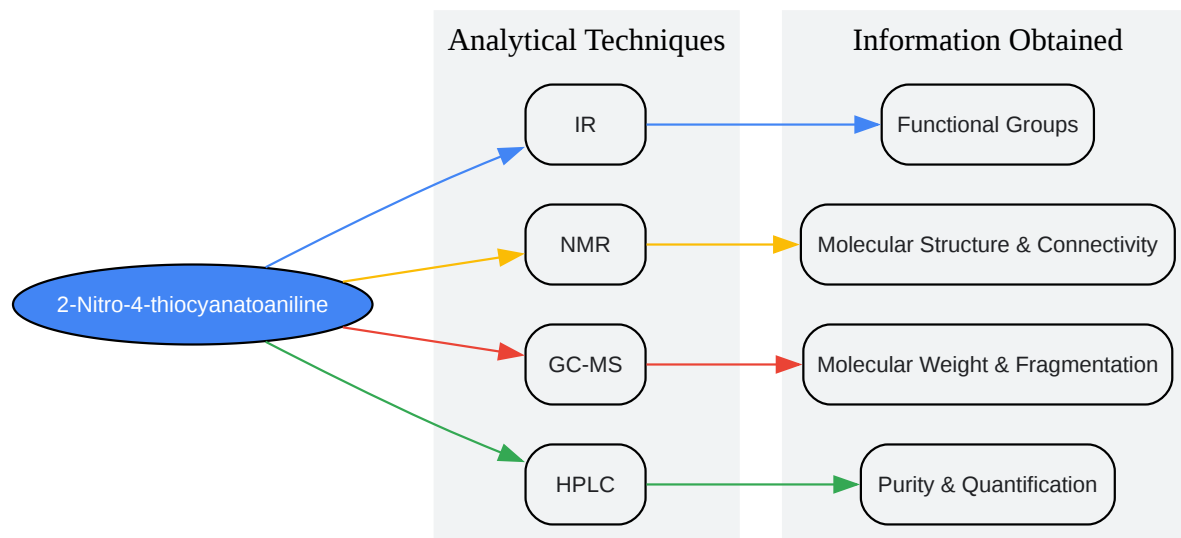 Analytical Techniques
Information Obtained
IR
Functional Groups
NMR
Molecular Structure & Connectivity
2-Nitro-4-thiocyanatoaniline
GC-MS
Molecular Weight & Fragmentation
HPLC
Purity & Quantification